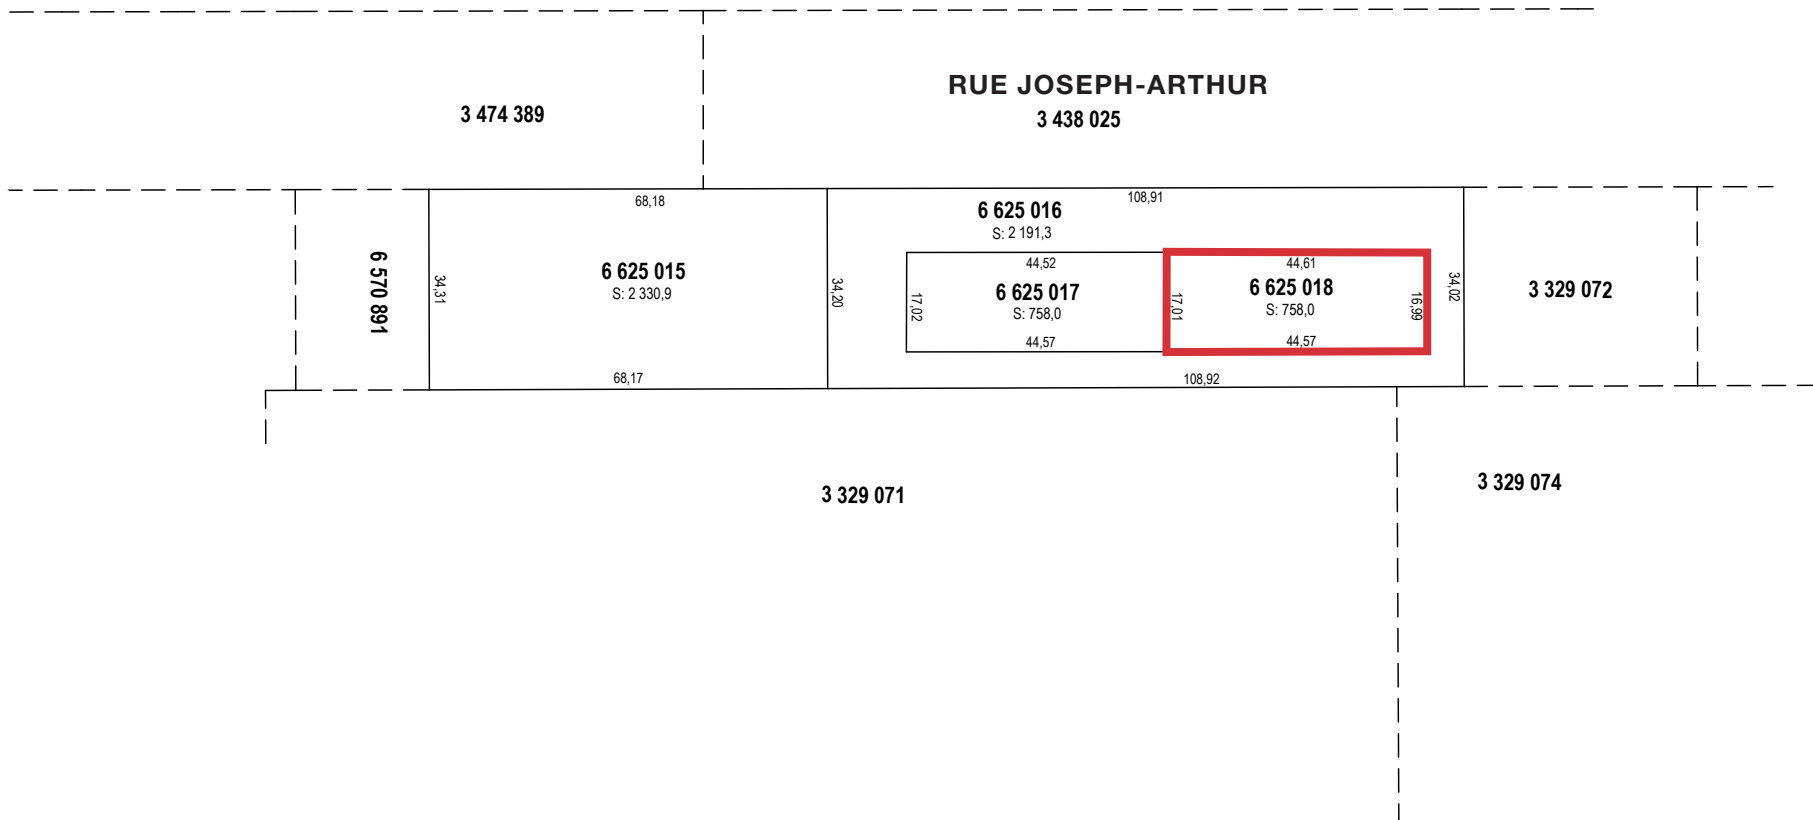 RUE JOSEPH-ARTHUR
3 474 389
3 438 025
68,18
108,91
6 625 016
S: 2 191,3
6 570 891
34,31
6 625 015
S: 2 330,9
34,20
44,52
17,02
6 625 017
S: 758,0
44,57
44,61
17,01
6 625 018
S: 758,0
16,99
44,57
34,02
3 329 072
68,17
108,92
3 329 071
3 329 074